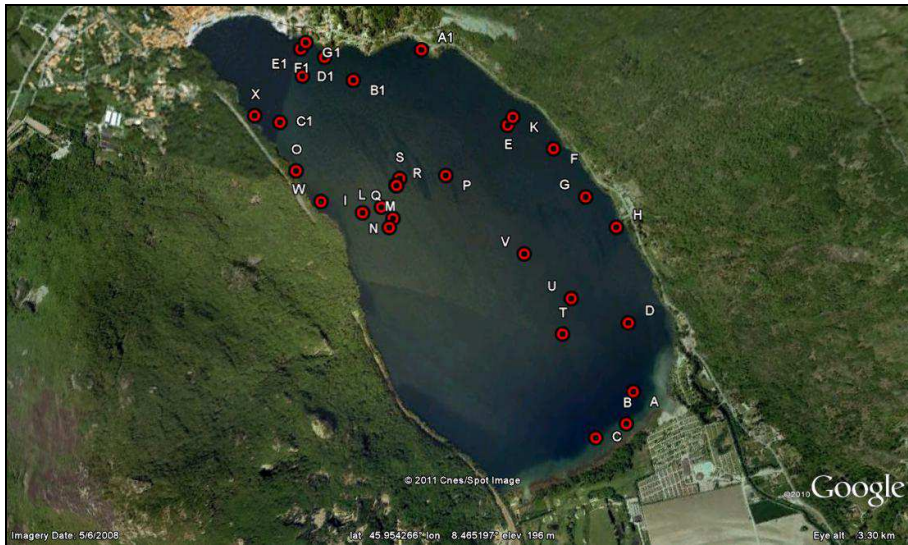 A1
G1
E1
F1
D1
B1
X
C1
K
E
O
F
S
R
P
W
I
L
Q
M
G
N
H
V
U
T
D
B
A
C
© 2011 Cnes/Spot Image
©2010 Google
Imagery Date: 5/6/2008
lat 45.954266° lon 8.465197° elev 196 m
Eye alt 3.30 km